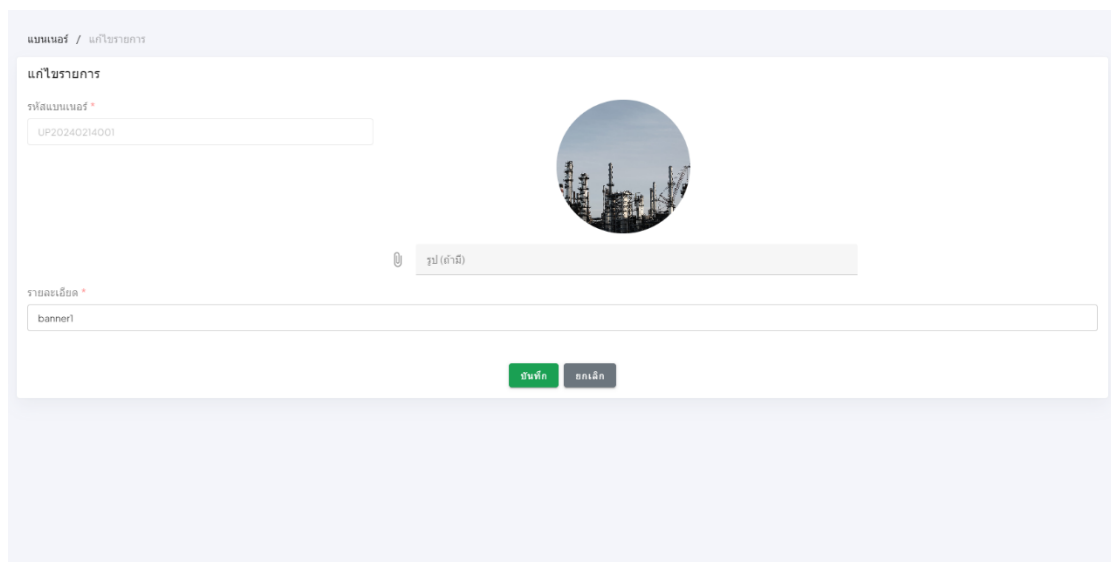 แบนเนอร์ / แก้ไขรายการ
แก้ไขรายการ
รหัสแบนเนอร์ *
UP20240214001
รูป (ถ้ามี)
รายละเอียด *
banner1
บันทึก ยกเลิก